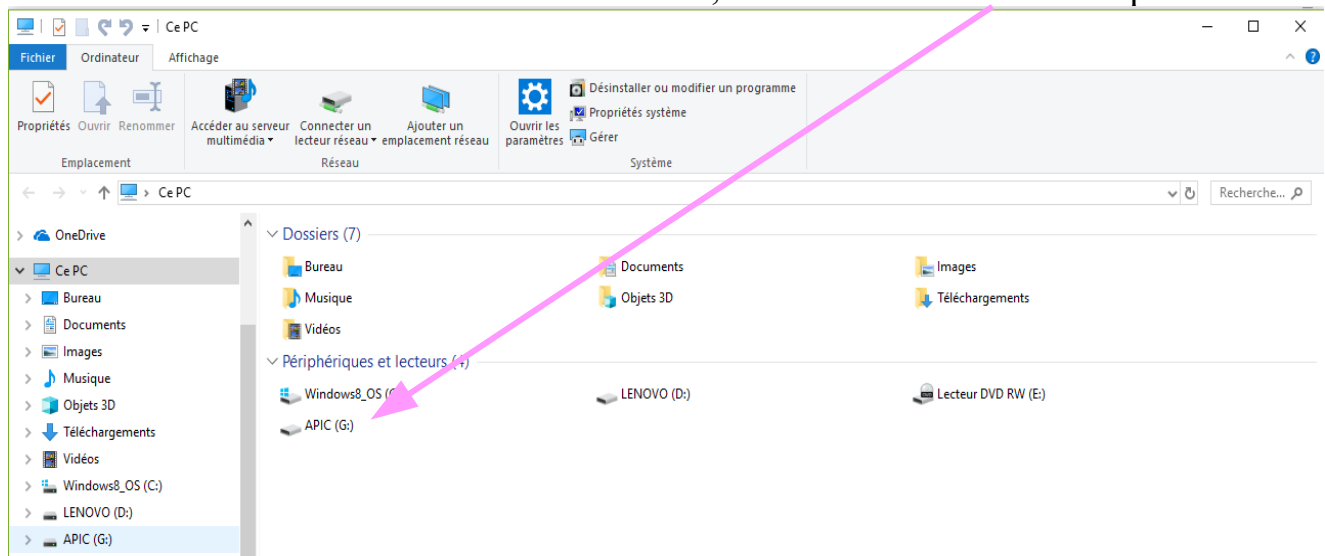 Ce PC
Fichier Ordinateur Affichage
Propriétés Ouvrir Renommer
Accéder au serveur multimédia
Connecter un lecteur réseau
Ajouter un emplacement réseau
Ouvrir les paramètres
Désinstaller ou modifier un programme
Propriétés système
Gérer
Emplacement Réseau Système
Ce PC
Recherche...
OneDrive
Ce PC
Bureau
Documents
Images
Musique
Objets 3D
Téléchargements
Vidéos
Windows8_OS (C:)
LENOVO (D:)
APIC (G:)
Dossiers (7)
Bureau Documents Images
Musique Objets 3D Téléchargements
Vidéos
Périphériques et lecteurs (4)
Windows8_OS LENOVO (D:) Lecteur DVD RW (E:)
APIC (G:)